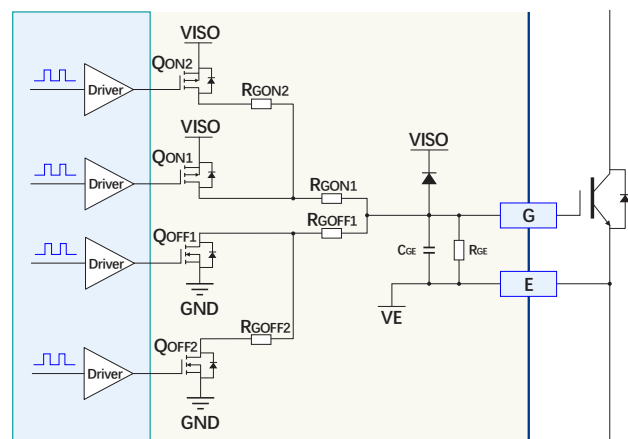 VISO
QON2
Driver
RGON2
VISO
QON1
Driver
VISO
RGON1
RGOFF1
G
QOFF1
Driver
CGE
RGE
GND
E
VE
RGOFF2
QOFF2
Driver
GND